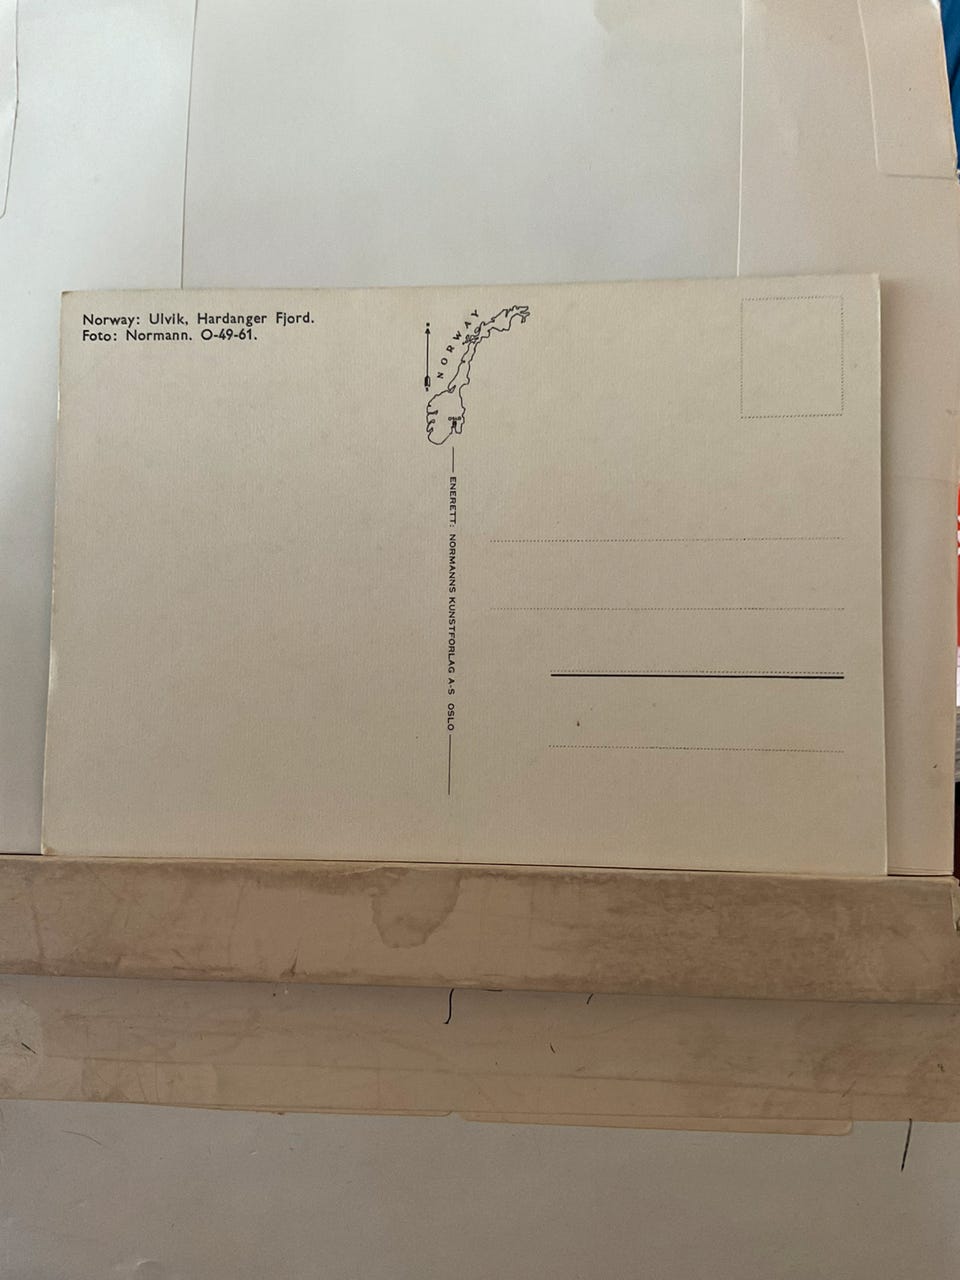 Norway: Ulvik, Hardanger Fjord.
Foto: Normann. O-49-61.
NORWAY
ENERETT: NORMANNS KUNSTFORLAG A-S OSLO